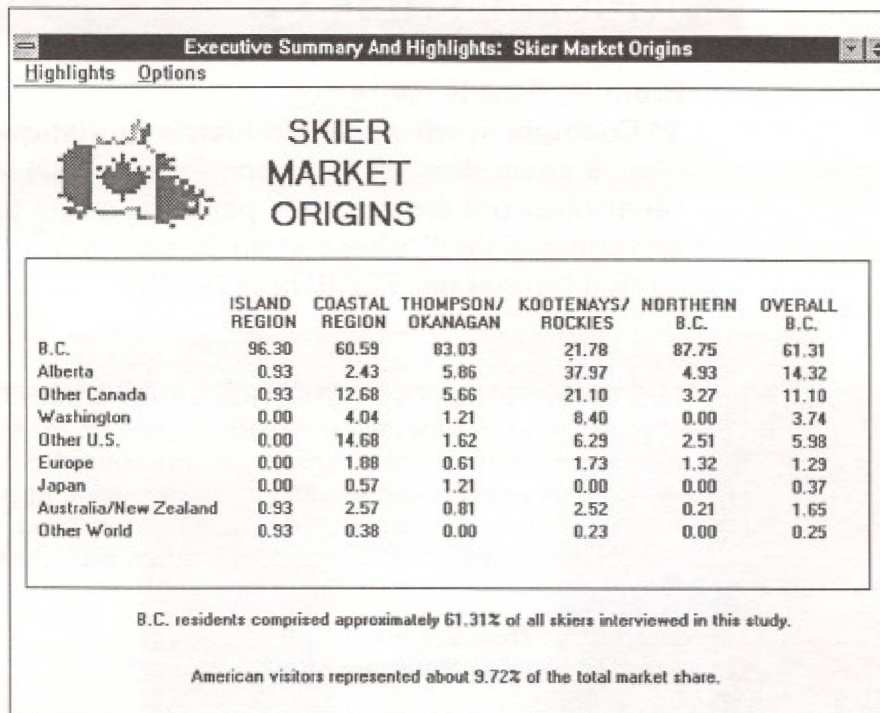 Executive Summary And Highlights: Skier Market Origins
Highlights Options
SKIER
MARKET
ORIGINS
ISLAND COASTAL THOMPSON/ KOOTENAYS/ NORTHERN OVERALL
REGION REGION OKANAGAN ROCKIES B.C. B.C.
B.C. 96.30 60.59 83.03 21.78 87.75 61.31
Alberta 0.93 2.43 5.86 37.97 4.93 14.32
Other Canada 0.93 12.68 5.66 21.10 3.27 11.10
Washington 0.00 4.04 1.21 8.40 0.00 3.74
Other U.S. 0.00 14.68 1.62 6.29 2.51 5.98
Europe 0.00 1.88 0.61 1.73 1.32 1.29
Japan 0.00 0.57 1.21 0.00 0.00 0.37
Australia/New Zealand 0.93 2.57 0.81 2.52 0.21 1.65
Other World 0.93 0.38 0.00 0.23 0.00 0.25
B.C. residents comprised approximately 61.31% of all skiers interviewed in this study.
American visitors represented about 9.72% of the total market share.